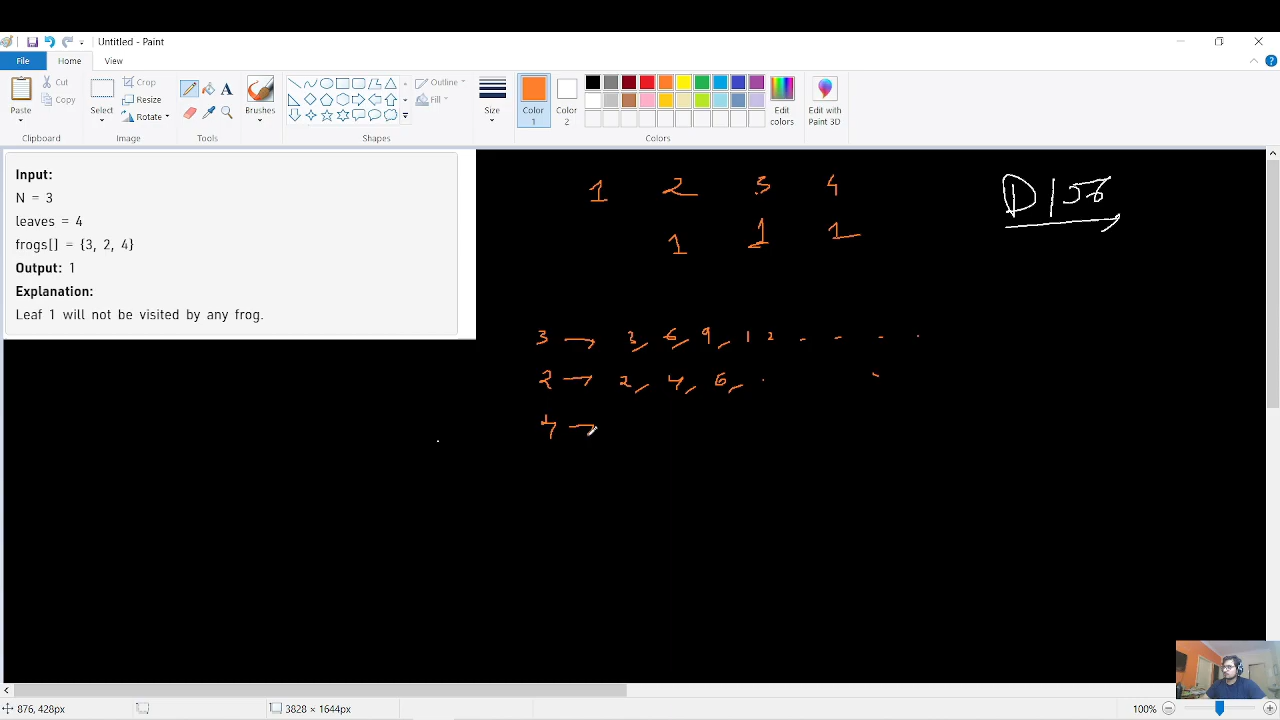 Untitled - Paint
File Home View
Paste
Cut
Copy
Clipboard
Select
Crop
Resize
Rotate
Image
A
Tools
Brushes
Shapes
Outline
Fill
Size
Color 1
Color 2
Edit colors
Colors
Edit with Paint 3D
Input:
N = 3
leaves = 4
frogs[] = {3, 2, 4}
Output: 1
Explanation:
Leaf 1 will not be visited by any frog.
1 2 3 4
1 1 1
D156
3 → 3, 6, 9, 12 . . . .
2 → 2, 4, 6, . .
4 →
876, 428px
3828 × 1644px
100%